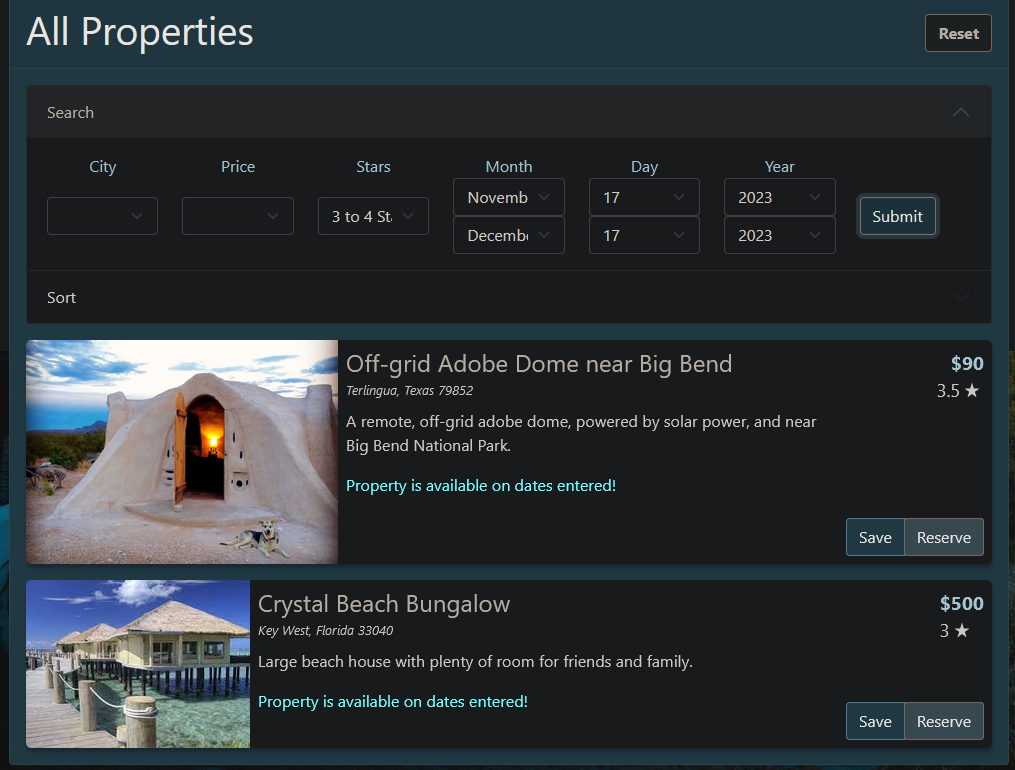 All Properties
Reset
Search
City Price Stars Month Day Year
Novemb 17 2023
3 to 4 St
Submit
Decemb 17 2023
Sort
Off-grid Adobe Dome near Big Bend
$90
Terlingua, Texas 79852
3.5 ★
A remote, off-grid adobe dome, powered by solar power, and near
Big Bend National Park.
Property is available on dates entered!
Save Reserve
Crystal Beach Bungalow
$500
Key West, Florida 33040
3 ★
Large beach house with plenty of room for friends and family.
Property is available on dates entered!
Save Reserve